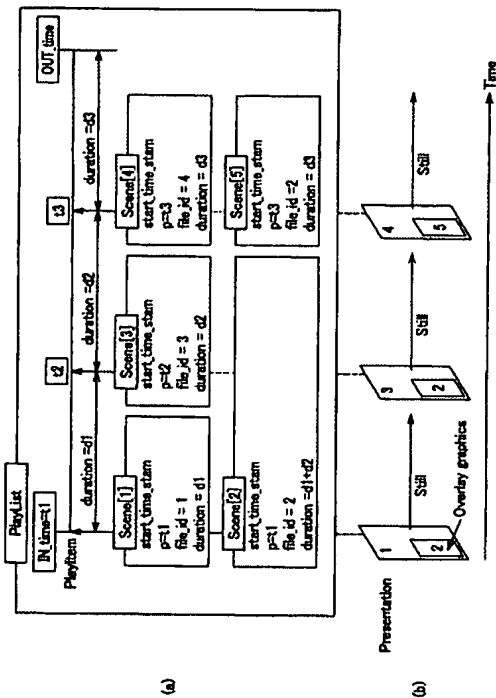 PlayList
IN_time=t1
t2
t3
OUT_time
PlayItem
duration =d1
duration =d2
duration =d3
(a)
Scene[1]
start_time_stam
p=t1
file_id = 1
duration = d1
Scene[3]
start_time_stam
p=t2
file_id = 3
duration = d2
Scene[4]
start_time_stam
p=t3
file_id = 4
duration = d3
Scene[2]
start_time_stam
p=t1
file_id = 2
duration =d1+d2
Scene[5]
start_time_stam
p=t3
file_id =2
duration = d3
(b)
Presentation
1
2
Still
3
2
Still
4
5
Still
Overlay graphics
Time